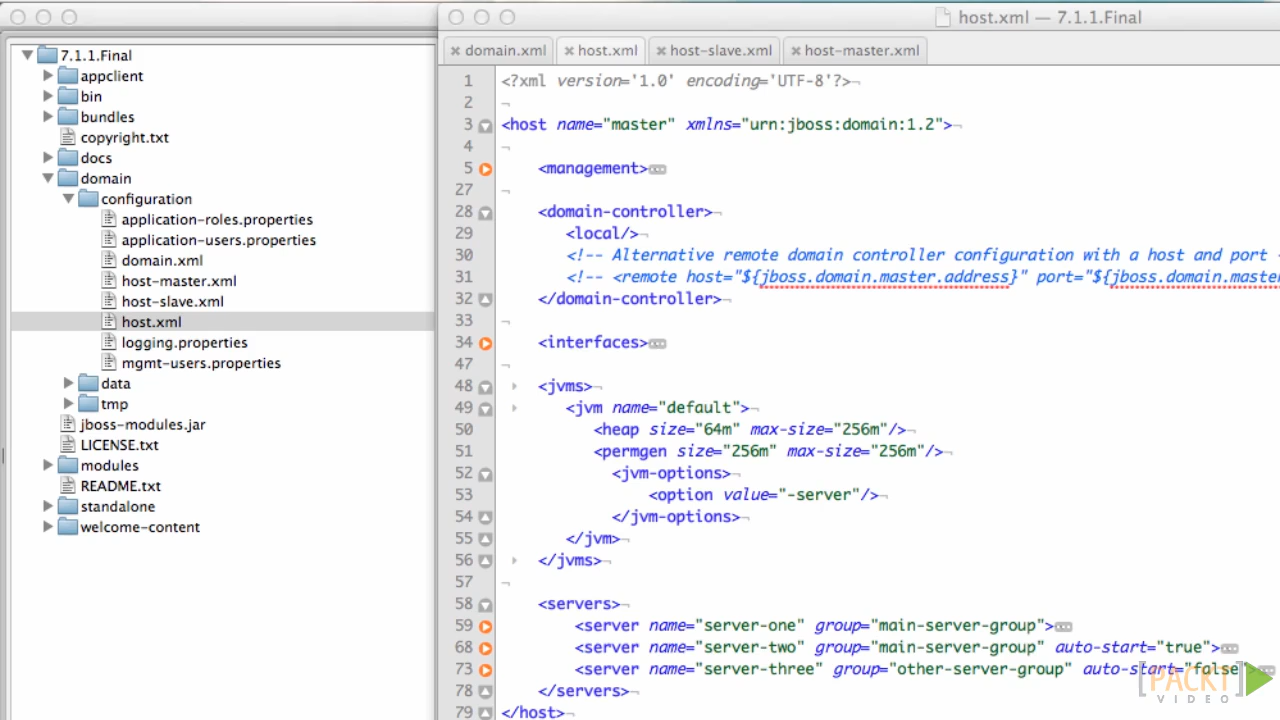 host.xml — 7.1.1.Final
7.1.1.Final
appclient
bin
bundles
copyright.txt
docs
domain
configuration
application-roles.properties
application-users.properties
domain.xml
host-master.xml
host-slave.xml
host.xml
logging.properties
mgmt-users.properties
data
tmp
jboss-modules.jar
LICENSE.txt
modules
README.txt
standalone
welcome-content
domain.xml host.xml host-slave.xml host-master.xml
1 <?xml version='1.0' encoding='UTF-8'?>¬
2 ¬
3 <host name="master" xmlns="urn:jboss:domain:1.2">¬
4 ¬
5 <management>
27 ¬
28 <domain-controller>¬
29 <local/>¬
30 <!-- Alternative remote domain controller configuration with a host and port
31 <!-- <remote host="${jboss.domain.master.address}" port="${jboss.domain.master
32 </domain-controller>¬
33 ¬
34 <interfaces>
47 ¬
48 <jvms>¬
49 <jvm name="default">¬
50 <heap size="64m" max-size="256m"/>¬
51 <permgen size="256m" max-size="256m"/>¬
52 <jvm-options>¬
53 <option value="-server"/>¬
54 </jvm-options>¬
55 </jvm>¬
56 </jvms>¬
57 ¬
58 <servers>¬
59 <server name="server-one" group="main-server-group">
68 <server name="server-two" group="main-server-group" auto-start="true">
73 <server name="server-three" group="other-server-group" auto-start="false
78 </servers>¬
79 </host>¬
[PACKT]
VIDEO